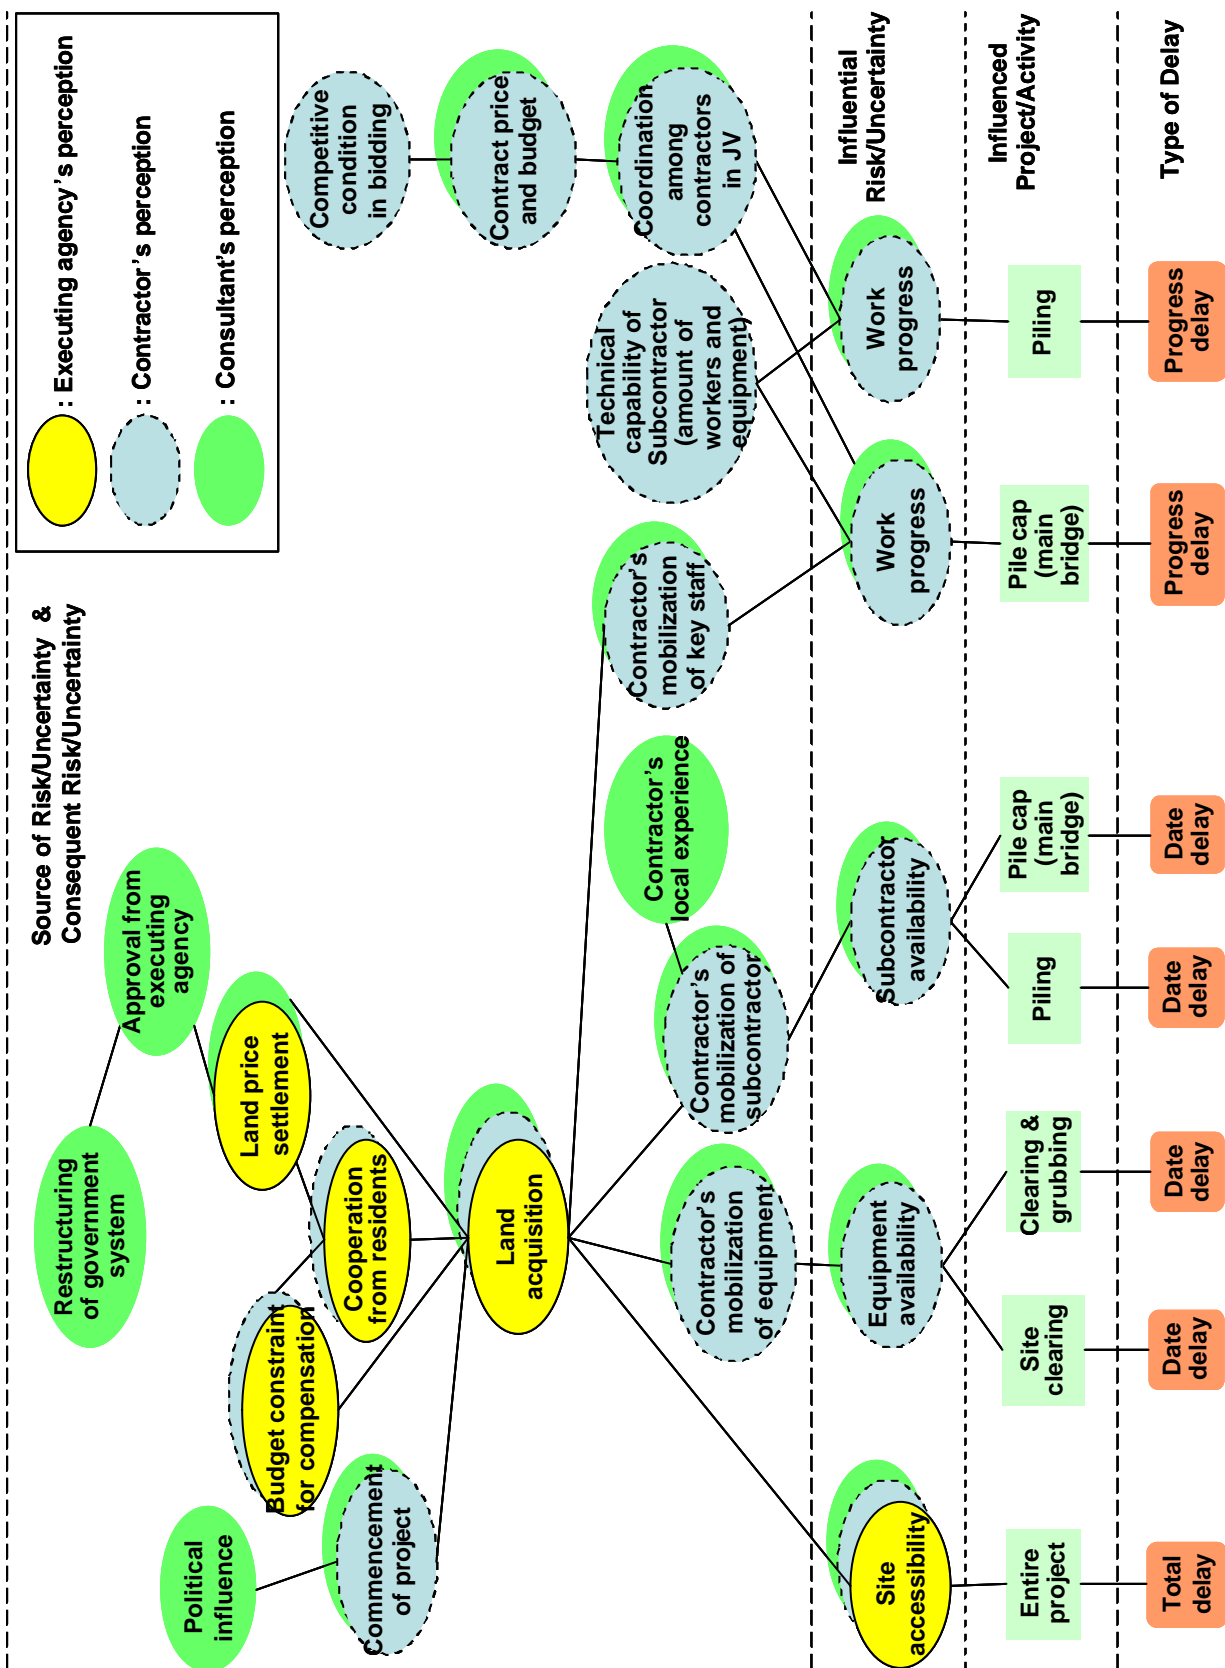 Source of Risk/Uncertainty &
Consequent Risk/Uncertainty
: Executing agency's perception
: Contractor's perception
: Consultant's perception
Restructuring
of government
system
Approval from
executing
agency
Political
influence
Budget constraint
for compensation
Land price
settlement
Cooperation
from residents
Commencement
of project
Land
acquisition
Competitive
condition
in bidding
Contract price
and budget
Coordination
among
contractors
in JV
Technical
capability of
Subcontractor
(amount of
workers and
equipment)
Contractor's
mobilization
of key staff
Contractor's
local experience
Contractor's
mobilization of
subcontractor
Contractor's
mobilization
of equipment
Influential
Risk/Uncertainty
Site
accessibility
Equipment
availability
Subcontractor
availability
Work
progress
Work
progress
Influenced
Project/Activity
Entire
project
Site
clearing
Clearing &
grubbing
Piling
Pile cap
(main
bridge)
Pile cap
(main
bridge)
Piling
Type of Delay
Total
delay
Date
delay
Date
delay
Date
delay
Date
delay
Progress
delay
Progress
delay